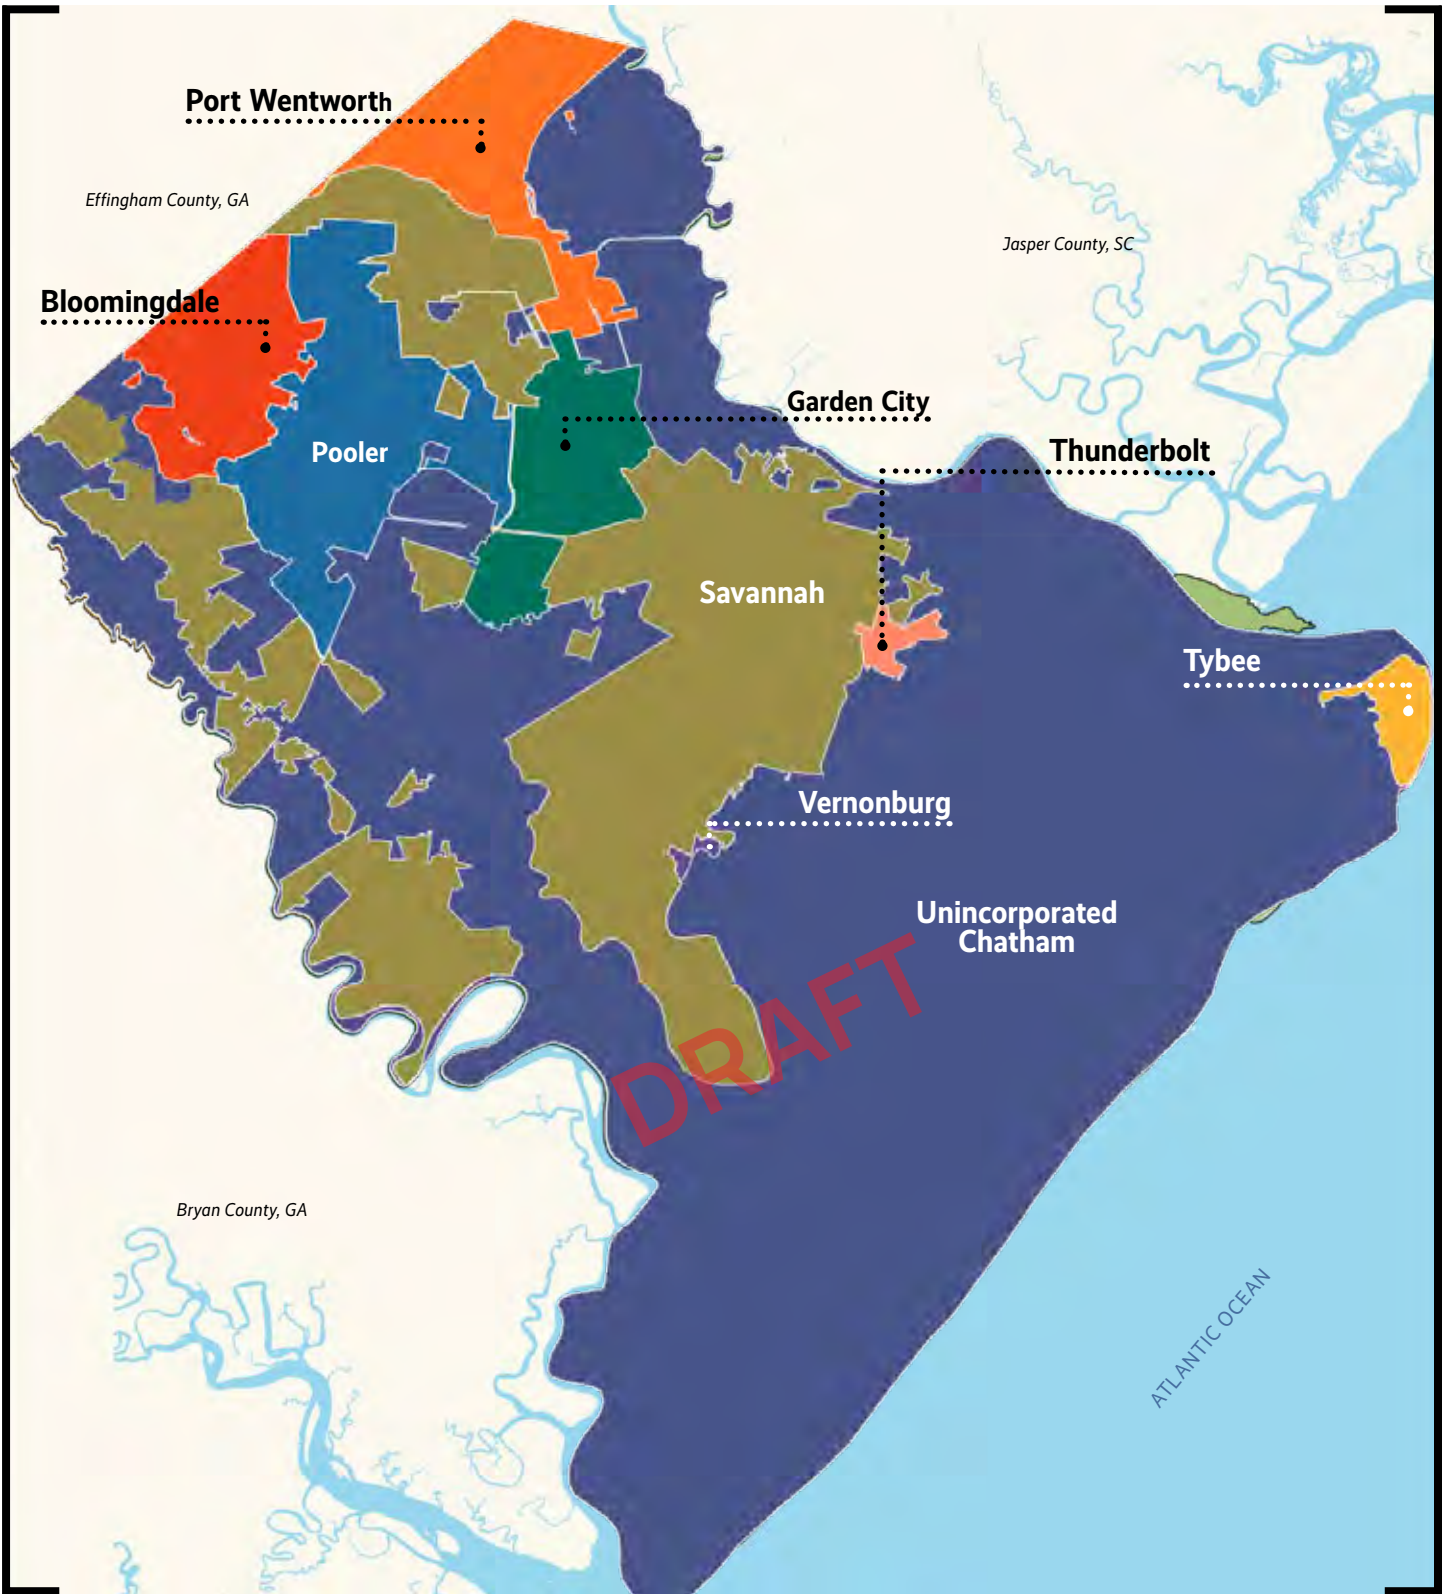 Port Wentworth
Effingham County, GA
Jasper County, SC
Bloomingdale
Garden City
Thunderbolt
Pooler
Savannah
Tybee
Vernonburg
Unincorporated
Chatham
DRAFT
Bryan County, GA
ATLANTIC OCEAN